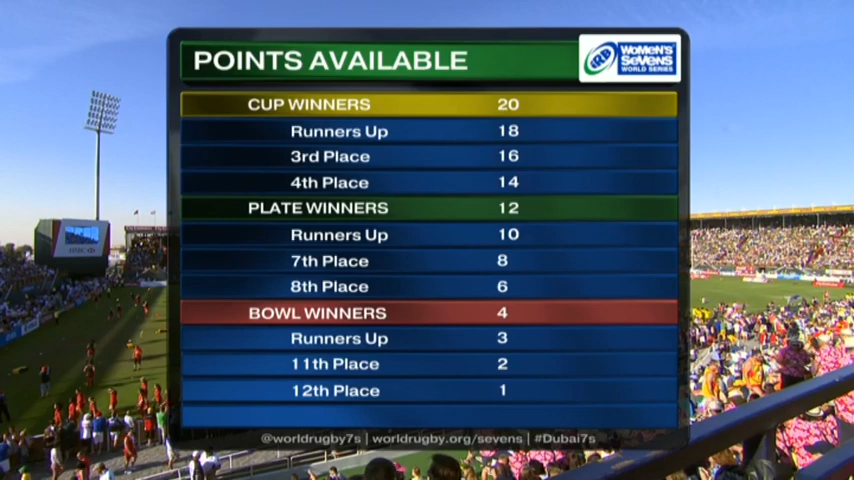 POINTS AVAILABLE
iRB WOMEN'S SEVENS WORLD SERIES
CUP WINNERS 20
Runners Up 18
3rd Place 16
4th Place 14
PLATE WINNERS 12
Runners Up 10
7th Place 8
8th Place 6
BOWL WINNERS 4
Runners Up 3
11th Place 2
12th Place 1
@worldrugby7s | worldrugby.org/sevens | #Dubai7s